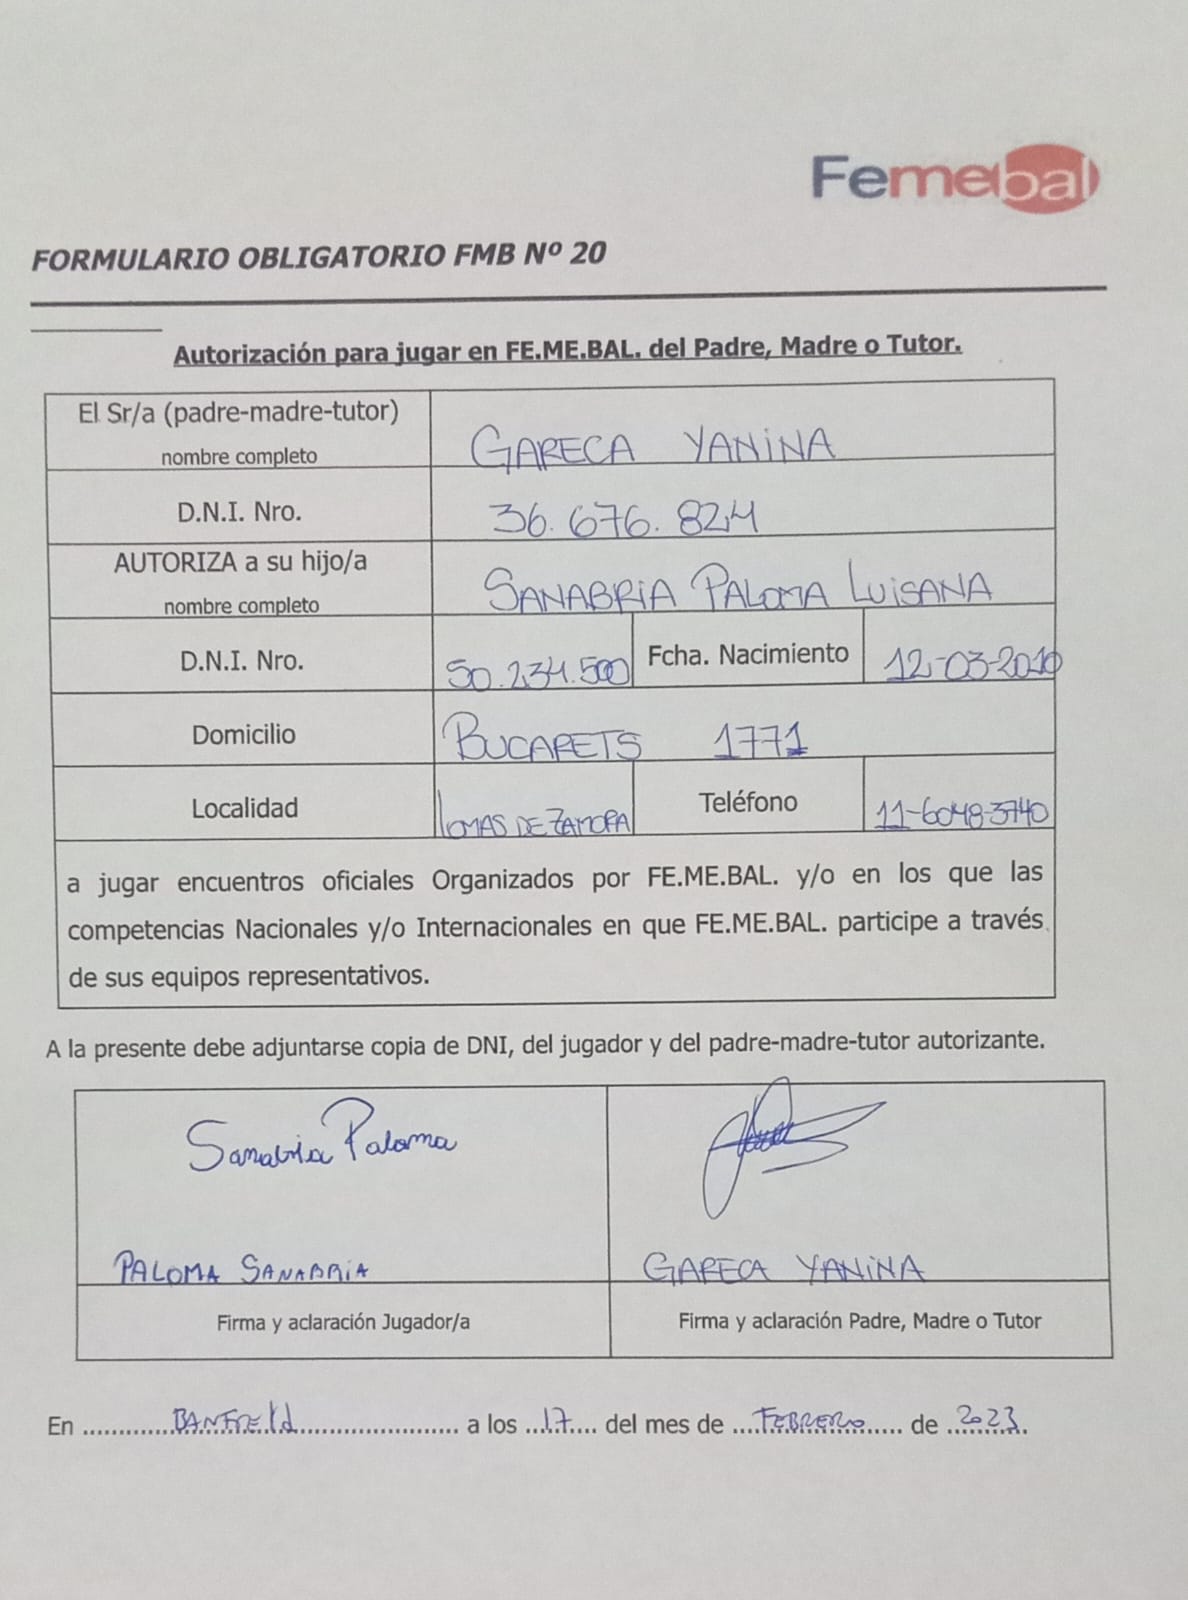 Femebal
FORMULARIO OBLIGATORIO FMB Nº 20
Autorización para jugar en FE.ME.BAL. del Padre, Madre o Tutor.
El Sr/a (padre-madre-tutor)
nombre completo
GARECA YANINA
D.N.I. Nro.
36.676.824
AUTORIZA a su hijo/a
nombre completo
SANABRIA PALOMA LUISANA
D.N.I. Nro.
50.234.500
Fcha. Nacimiento
12-03-2010
Domicilio
BUCARETS 1771
Localidad
LOMAS DE ZAMORA
Teléfono
11-6048-3740
a jugar encuentros oficiales Organizados por FE.ME.BAL. y/o en los que las
competencias Nacionales y/o Internacionales en que FE.ME.BAL. participe a través
de sus equipos representativos.
A la presente debe adjuntarse copia de DNI, del jugador y del padre-madre-tutor autorizante.
Sanabria Paloma
PALOMA SANABRIA
GARECA YANINA
Firma y aclaración Jugador/a
Firma y aclaración Padre, Madre o Tutor
En .............BANFIELD....................... a los ..17.... del mes de ....FEBRERO...... de 2023.